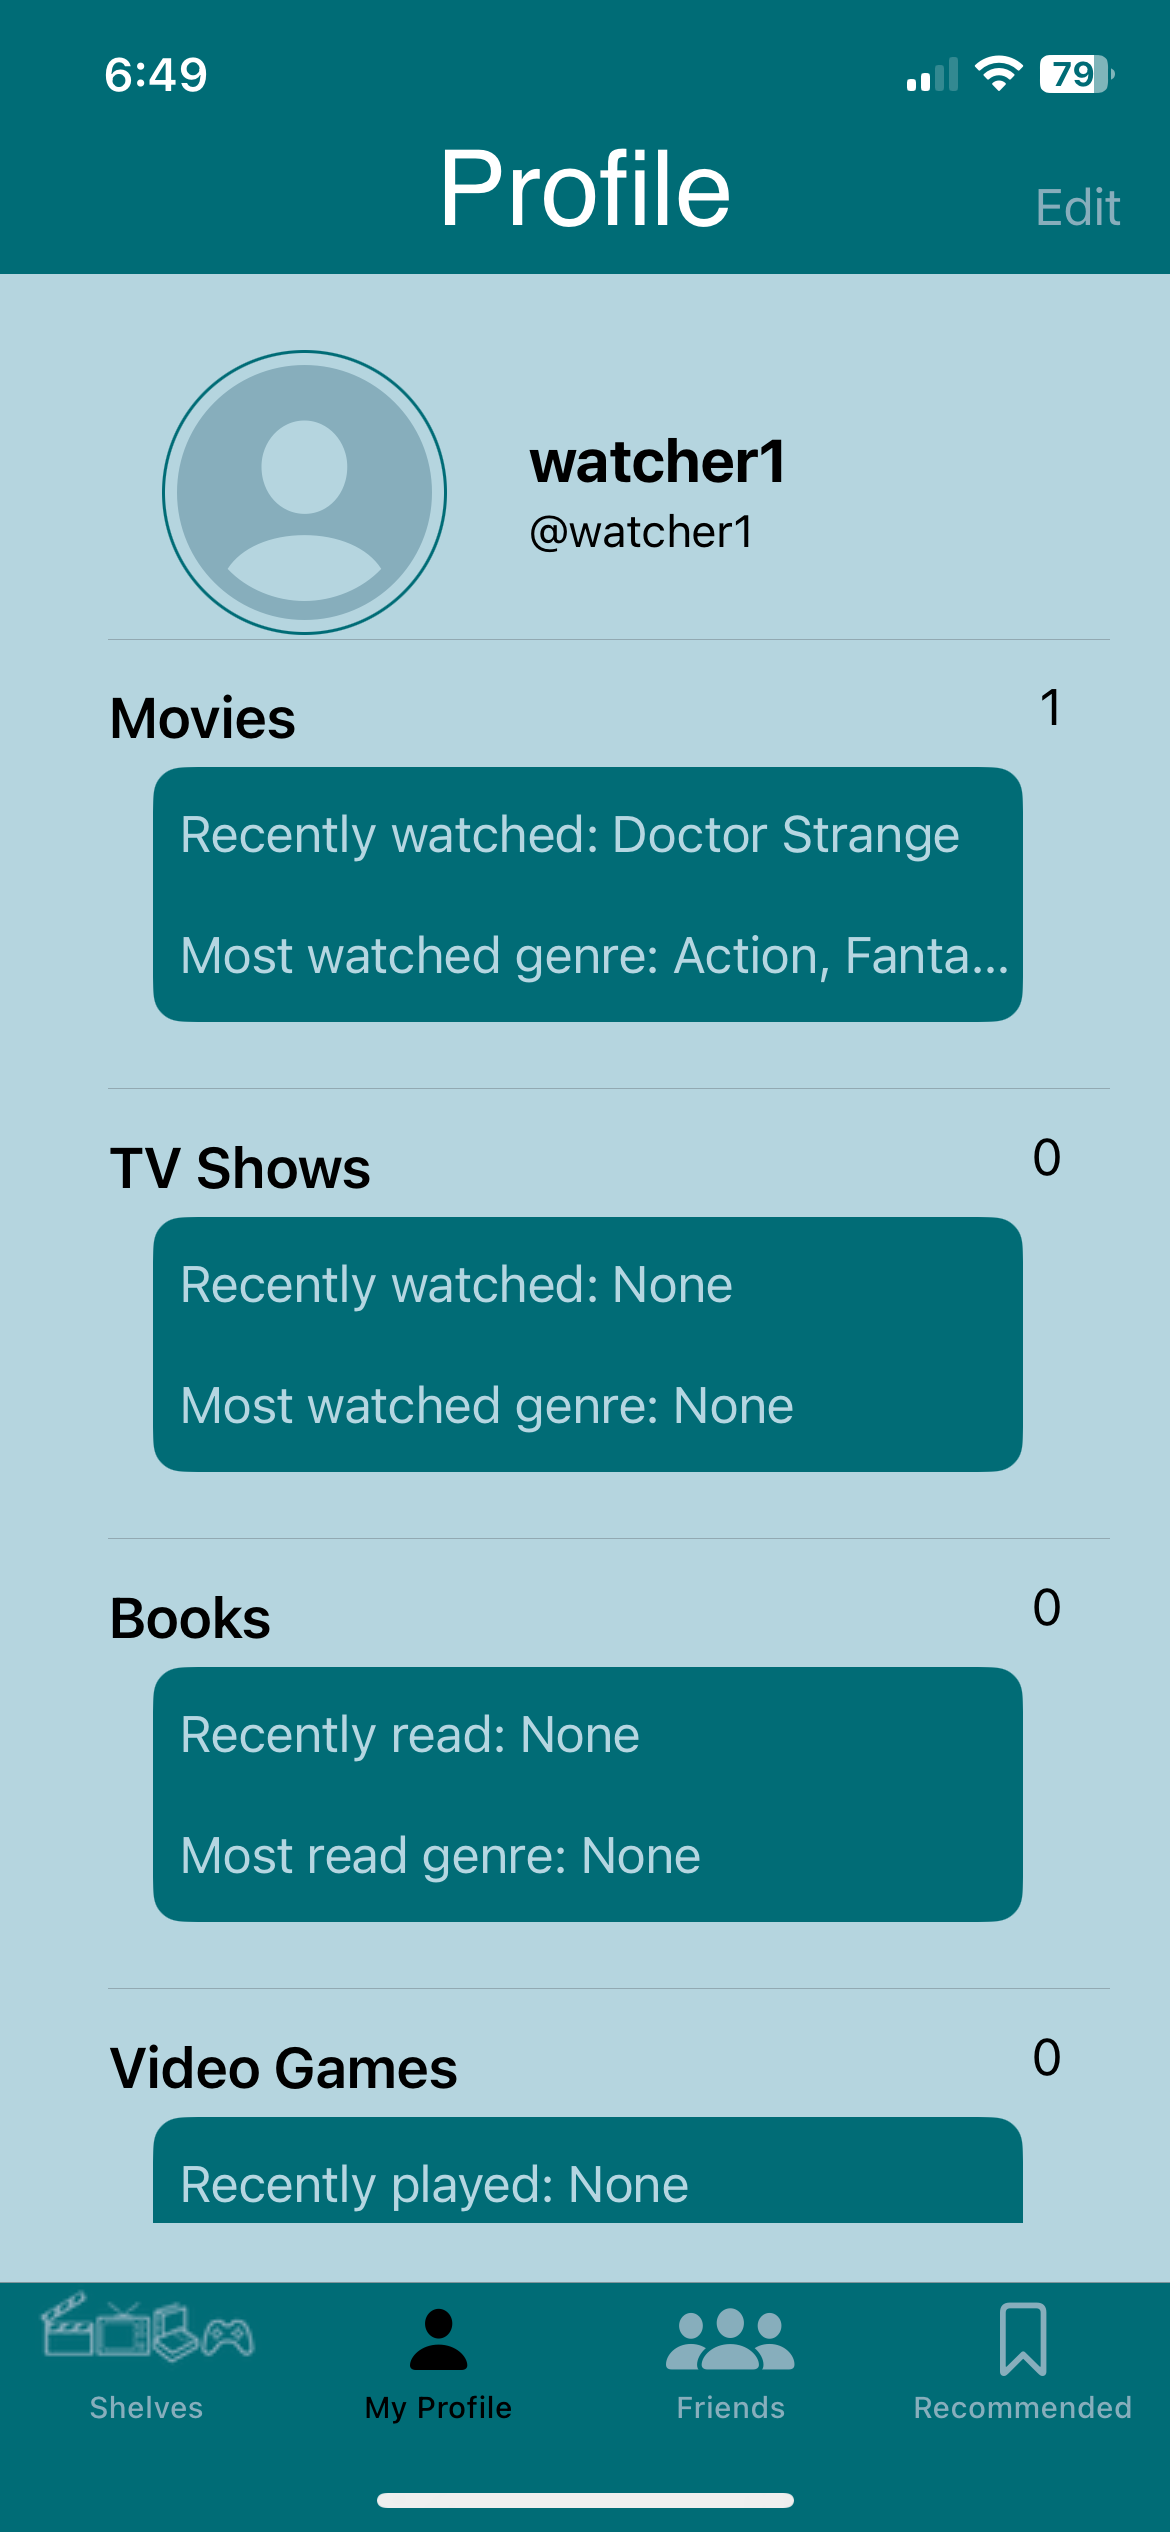 6:49
79
Profile
Edit
watcher1
@watcher1
Movies
1
Recently watched: Doctor Strange
Most watched genre: Action, Fanta...
TV Shows
0
Recently watched: None
Most watched genre: None
Books
0
Recently read: None
Most read genre: None
Video Games
0
Recently played: None
Shelves
My Profile
Friends
Recommended